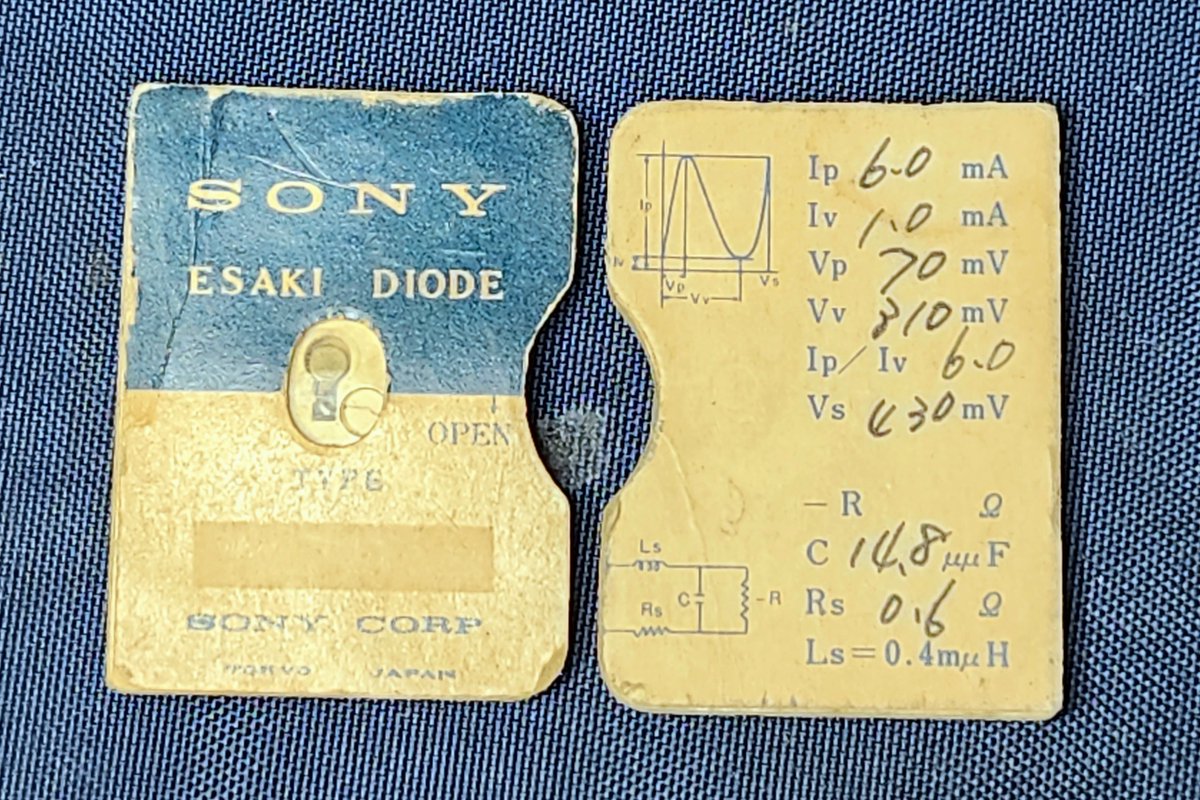 SONY
ESAKI DIODE
OPEN
TYPE
SONY CORP
TOKYO JAPAN
Ip
Iv
Vp
Vs
Vv
Ip 6.0 mA
Iv 1.0 mA
Vp 70 mV
Vv 310 mV
Ip/Iv 6.0
Vs 430 mV
Ls
C
-R
Rs
-R Ω
C 14.8 μμF
Rs 0.6 Ω
Ls=0.4mμH